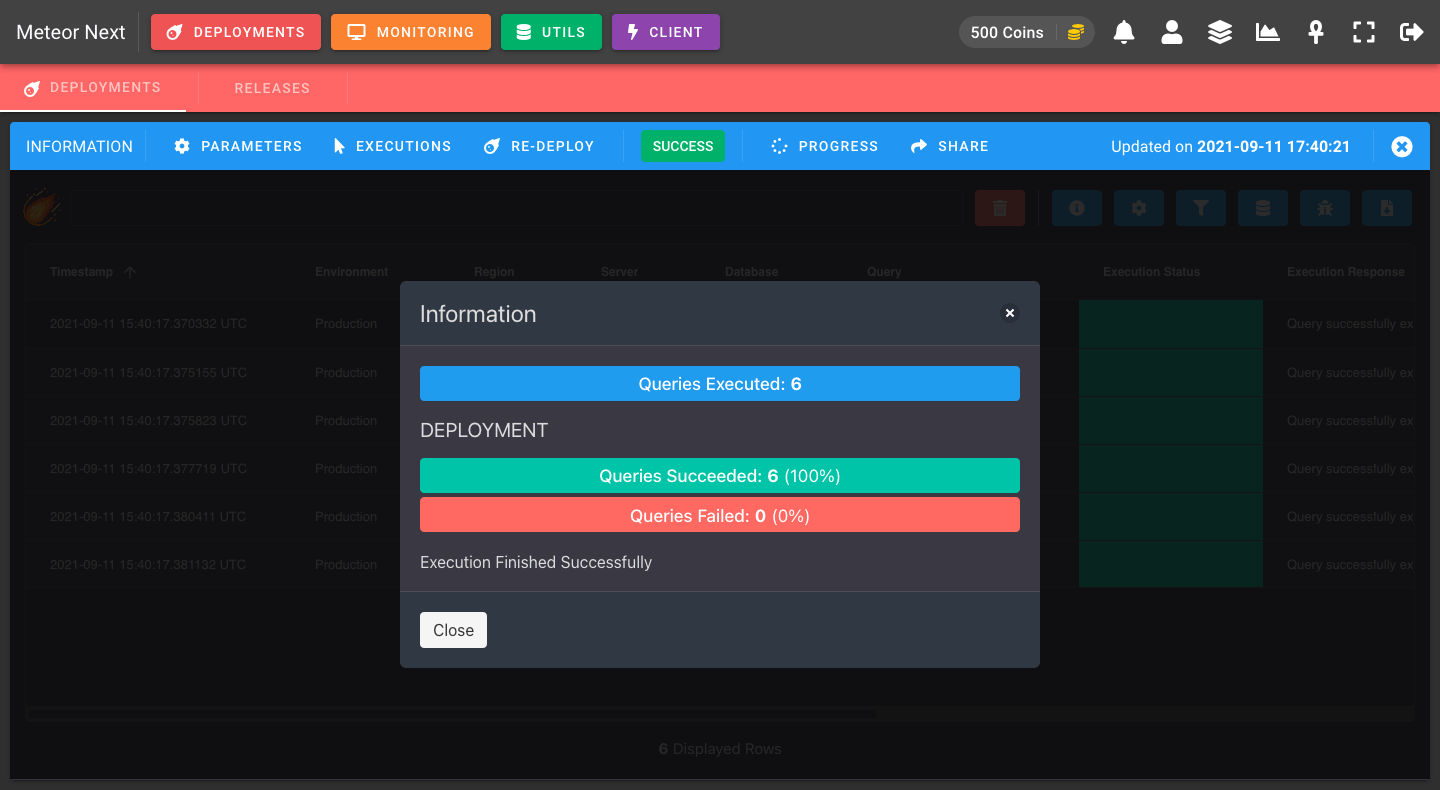 Meteor Next DEPLOYMENTS MONITORING UTILS CLIENT 500 Coins
DEPLOYMENTS RELEASES
INFORMATION PARAMETERS EXECUTIONS RE-DEPLOY SUCCESS PROGRESS SHARE Updated on 2021-09-11 17:40:21
Timestamp Environment Region Server Database Query Execution Status Execution Response
2021-09-11 15:40:17.370332 UTC Production Query successfully ex
2021-09-11 15:40:17.375155 UTC Production Query successfully ex
2021-09-11 15:40:17.375823 UTC Production Query successfully ex
2021-09-11 15:40:17.377719 UTC Production Query successfully ex
2021-09-11 15:40:17.380411 UTC Production Query successfully ex
2021-09-11 15:40:17.381132 UTC Production Query successfully ex
Information
Queries Executed: 6
DEPLOYMENT
Queries Succeeded: 6 (100%)
Queries Failed: 0 (0%)
Execution Finished Successfully
Close
6 Displayed Rows